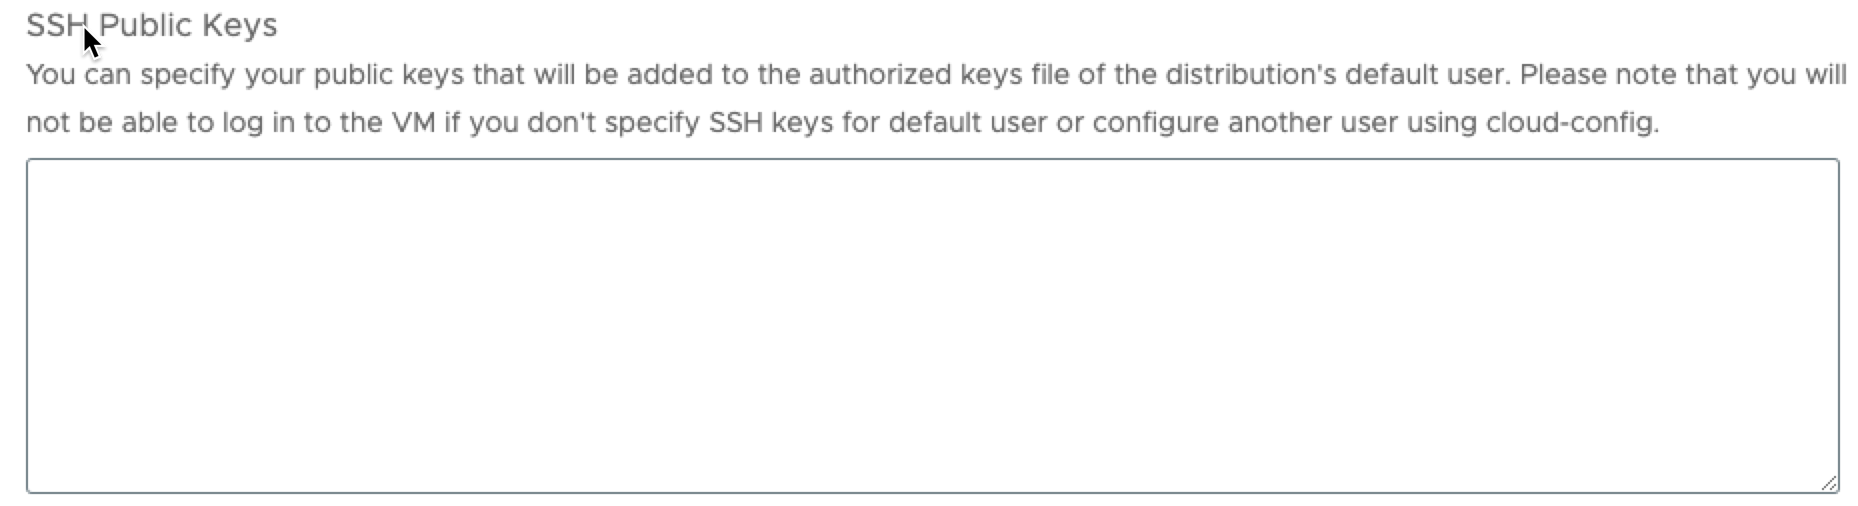 SSH Public Keys
You can specify your public keys that will be added to the authorized keys file of the distribution's default user. Please note that you will
not be able to log in to the VM if you don't specify SSH keys for default user or configure another user using cloud-config.